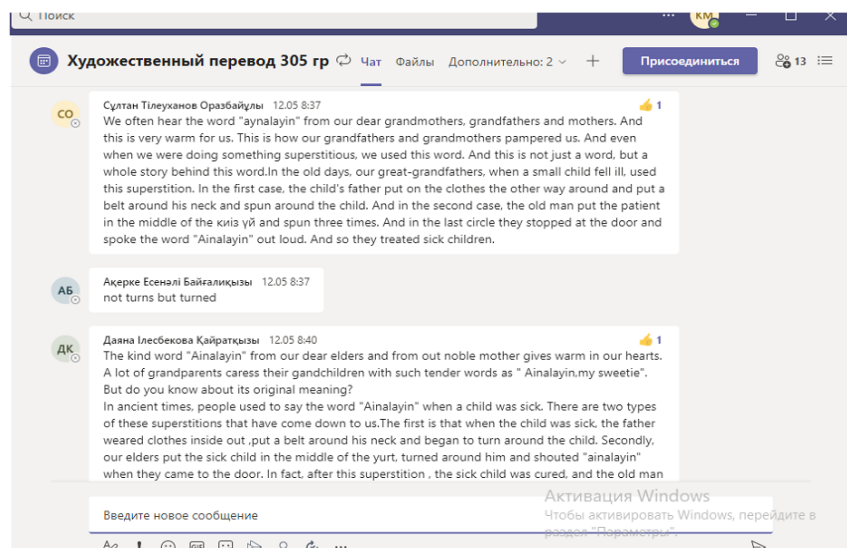 Поиск
КМ
Художественный перевод 305 гр Чат Файлы Дополнительно: 2 Присоединиться 13
СО
Сұлтан Тілеуханов Оразбайұлы 12.05 8:37
1
We often hear the word "aynalayin" from our dear grandmothers, grandfathers and mothers. And
this is very warm for us. This is how our grandfathers and grandmothers pampered us. And even
when we were doing something superstitious, we used this word. And this is not just a word, but a
whole story behind this word.In the old days, our great-grandfathers, when a small child fell ill, used
this superstition. In the first case, the child's father put on the clothes the other way around and put a
belt around his neck and spun around the child. And in the second case, the old man put the patient
in the middle of the киіз үй and spun three times. And in the last circle they stopped at the door and
spoke the word "Ainalayin" out loud. And so they treated sick children.
АБ
Ақерке Есенәлі Байғалиқызы 12.05 8:37
not turns but turned
ДК
Даяна Ілесбекова Қайратқызы 12.05 8:40
1
The kind word "Ainalayin" from our dear elders and from out noble mother gives warm in our hearts.
A lot of grandparents caress their gandchildren with such tender words as " Ainalayin,my sweetie".
But do you know about its original meaning?
In ancient times, people used to say the word "Ainalayin" when a child was sick. There are two types
of these superstitions that have come down to us.The first is that when the child was sick, the father
weared clothes inside out ,put a belt around his neck and began to turn around the child. Secondly,
our elders put the sick child in the middle of the yurt, turned around him and shouted "ainalayin"
when they came to the door. In fact, after this superstition , the sick child was cured, and the old man
Введите новое сообщение
Активация Windows
Чтобы активировать Windows, перейдите в
раздел "Параметры".